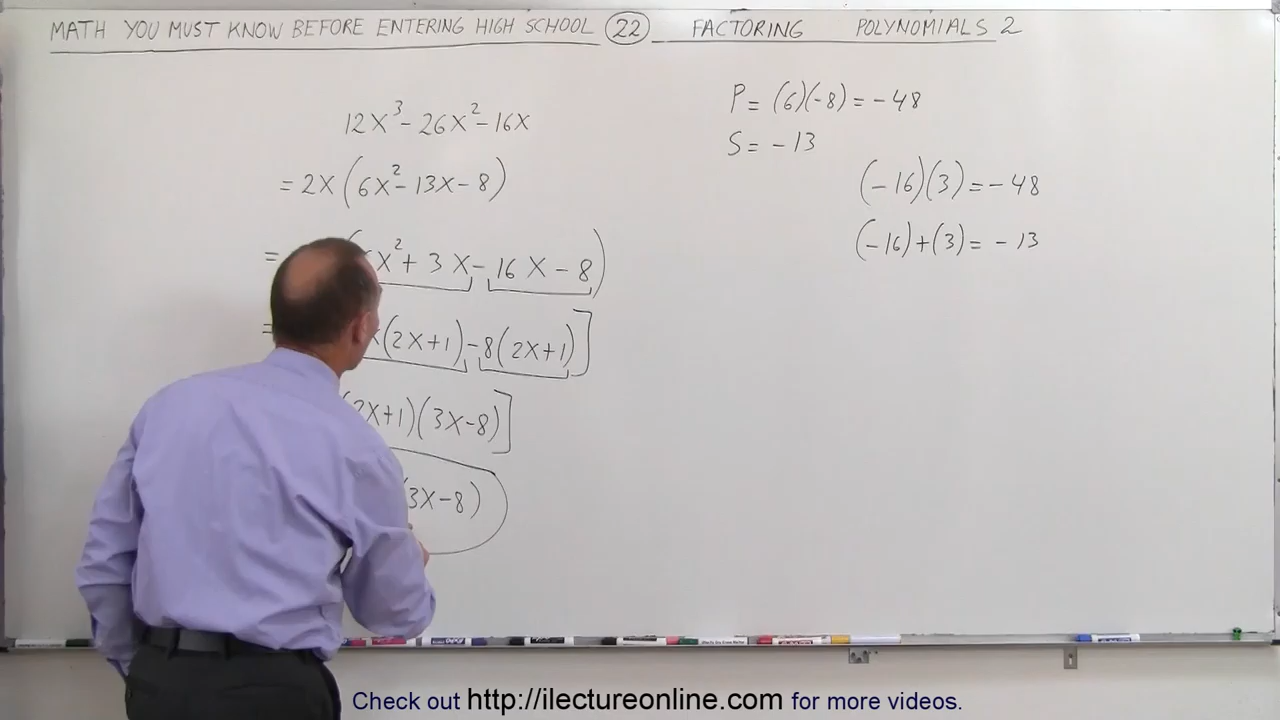 MATH YOU MUST KNOW BEFORE ENTERING HIGH SCHOOL 22 FACTORING POLYNOMIALS 2
12X³ - 26X² - 16X
= 2X(6X² - 13X - 8)
= X² + 3X - 16X - 8)
= (2X+1) - 8(2X+1)]
2X+1)(3X-8)]
(3X-8)
P = (6)(-8) = -48
S = -13
(-16)(3) = -48
(-16)+(3) = -13
Check out http://ilectureonline.com for more videos.